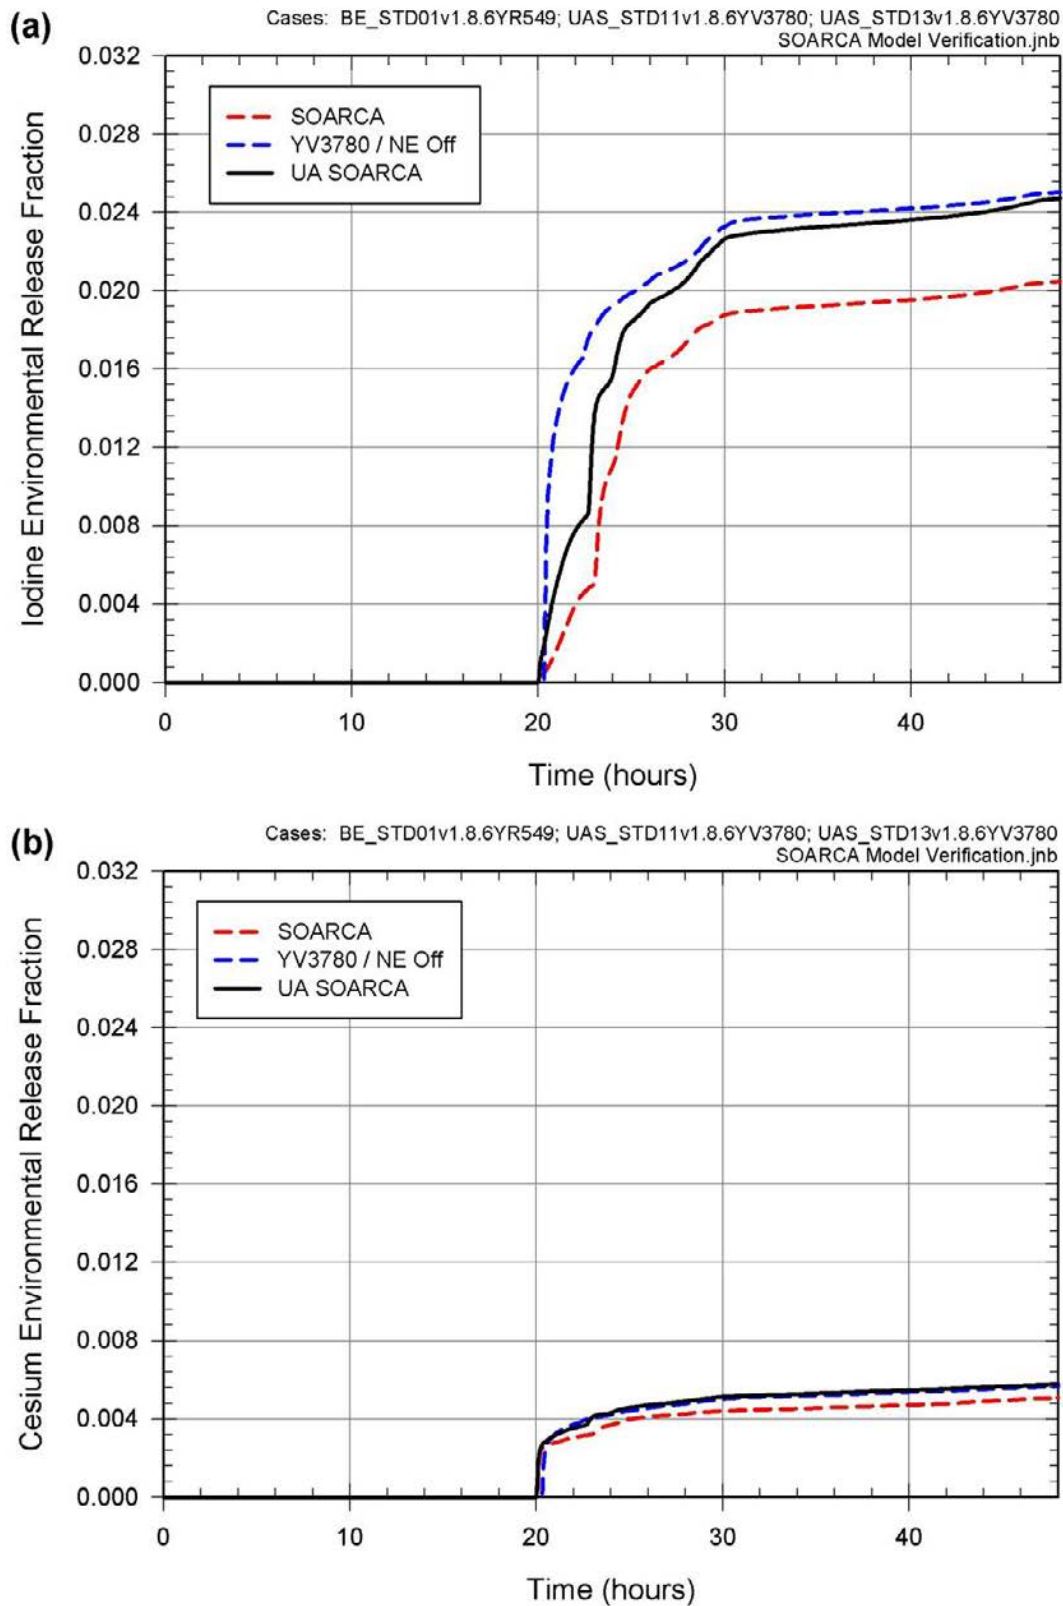 (a)
Cases: BE_STD01v1.8.6YR549; UAS_STD11v1.8.6YV3780; UAS_STD13v1.8.6YV3780
SOARCA Model Verification.jnb
0.032
0.028
0.024
0.020
0.016
0.012
0.008
0.004
0.000
Iodine Environmental Release Fraction
SOARCA
YV3780 / NE Off
UA SOARCA
0
10
20
30
40
Time (hours)
(b)
Cases: BE_STD01v1.8.6YR549; UAS_STD11v1.8.6YV3780; UAS_STD13v1.8.6YV3780
SOARCA Model Verification.jnb
0.032
0.028
0.024
0.020
0.016
0.012
0.008
0.004
0.000
Cesium Environmental Release Fraction
SOARCA
YV3780 / NE Off
UA SOARCA
0
10
20
30
40
Time (hours)